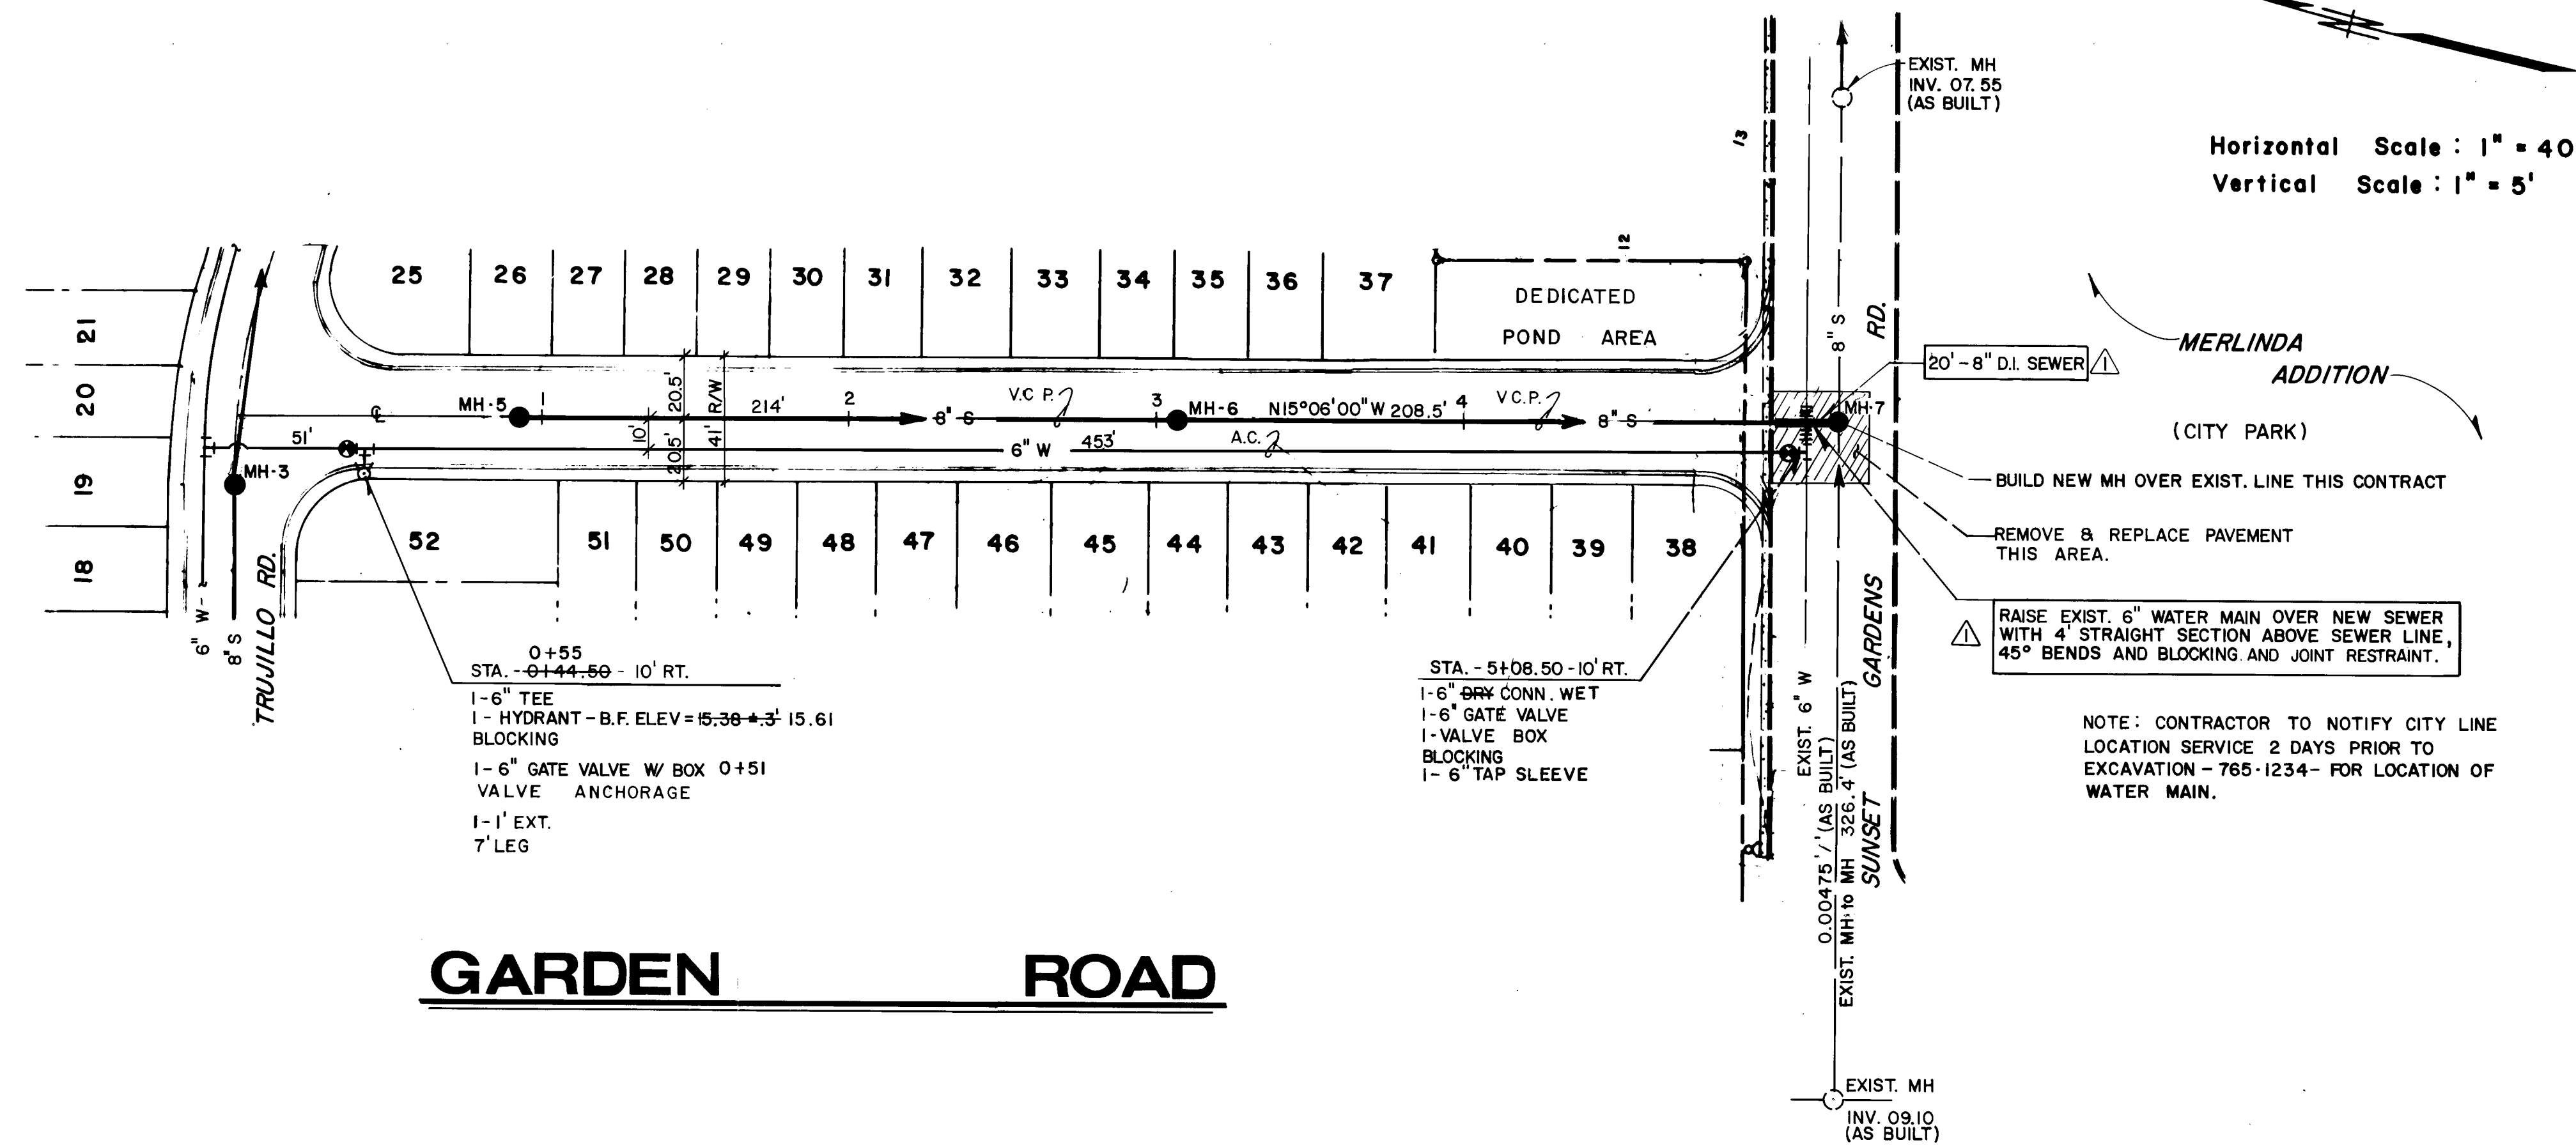 EXIST. MH
INV. 07.55
(AS BUILT)
Horizontal Scale : 1" = 40
Vertical Scale : 1" = 5'
13
12
25 26 27 28 29 30 31 32 33 34 35 36 37
DEDICATED
POND AREA
21
20
19
18
8" S
RD.
MERLINDA
ADDITION
(CITY PARK)
20'-8" D.I. SEWER 1
20.5'
41' R/W
10'
20.5'
MH-5 1 214' 2 8" S V.C.P. 3 MH-6 N15°06'00"W 208.5' 4 V.C.P. 8" S MH-7
51'
6" W 453' A.C.
MH-3
BUILD NEW MH OVER EXIST. LINE THIS CONTRACT
REMOVE & REPLACE PAVEMENT
THIS AREA.
52 51 50 49 48 47 46 45 44 43 42 41 40 39 38
6" W
8" S
TRUJILLO RD.
1
RAISE EXIST. 6" WATER MAIN OVER NEW SEWER
WITH 4' STRAIGHT SECTION ABOVE SEWER LINE,
45° BENDS AND BLOCKING AND JOINT RESTRAINT.
0+55
STA. - 0+44.50 - 10' RT.
1-6" TEE
1 - HYDRANT - B.F. ELEV = 15.38 ±.3' 15.61
BLOCKING
1-6" GATE VALVE W/ BOX 0+51
VALVE ANCHORAGE
1-1' EXT.
7' LEG
STA. - 5+08.50 - 10' RT.
1-6" DRY CONN. WET
1-6" GATE VALVE
1-VALVE BOX
BLOCKING
1-6" TAP SLEEVE
EXIST. 6" W
0.00475'/' (AS BUILT)
EXIST. MH to MH 326.4' (AS BUILT)
SUNSET GARDENS
NOTE: CONTRACTOR TO NOTIFY CITY LINE
LOCATION SERVICE 2 DAYS PRIOR TO
EXCAVATION - 765-1234 - FOR LOCATION OF
WATER MAIN.
GARDEN ROAD
EXIST. MH
INV. 09.10
(AS BUILT)